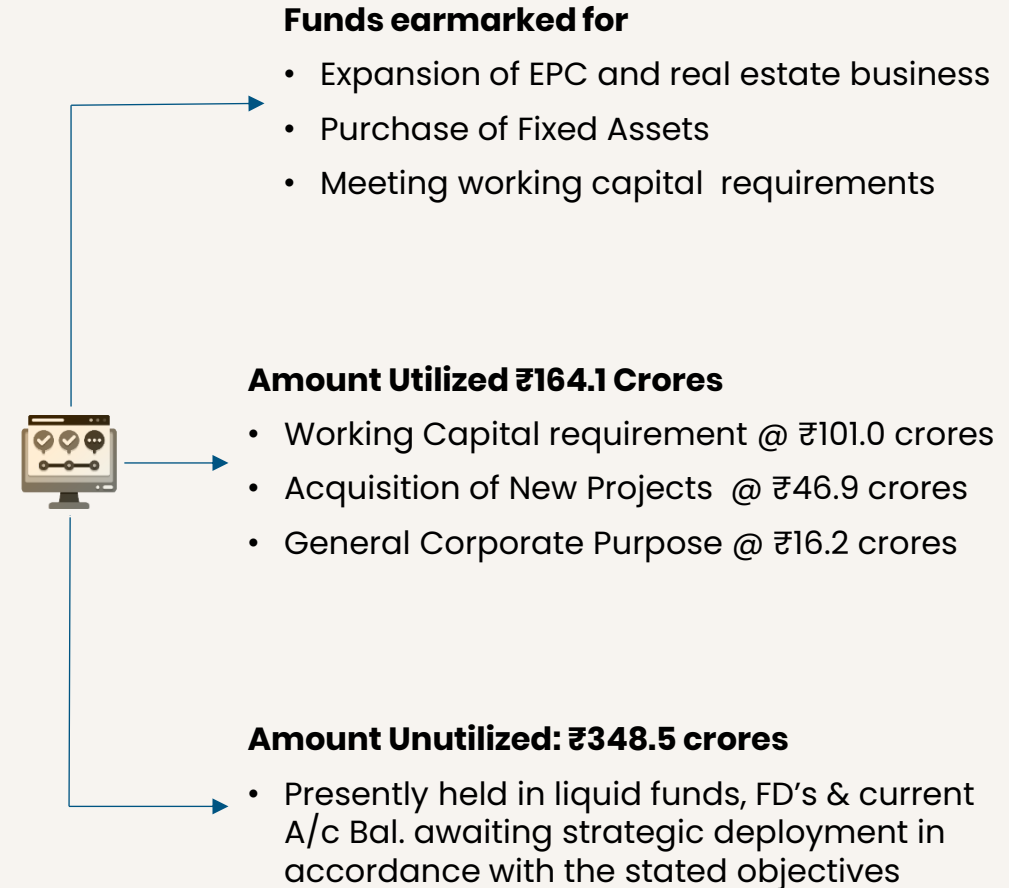 Funds earmarked for
• Expansion of EPC and real estate business
• Purchase of Fixed Assets
• Meeting working capital requirements
Amount Utilized ₹164.1 Crores
• Working Capital requirement @ ₹101.0 crores
• Acquisition of New Projects @ ₹46.9 crores
• General Corporate Purpose @ ₹16.2 crores
Amount Unutilized: ₹348.5 crores
• Presently held in liquid funds, FD's & current
A/c Bal. awaiting strategic deployment in
accordance with the stated objectives